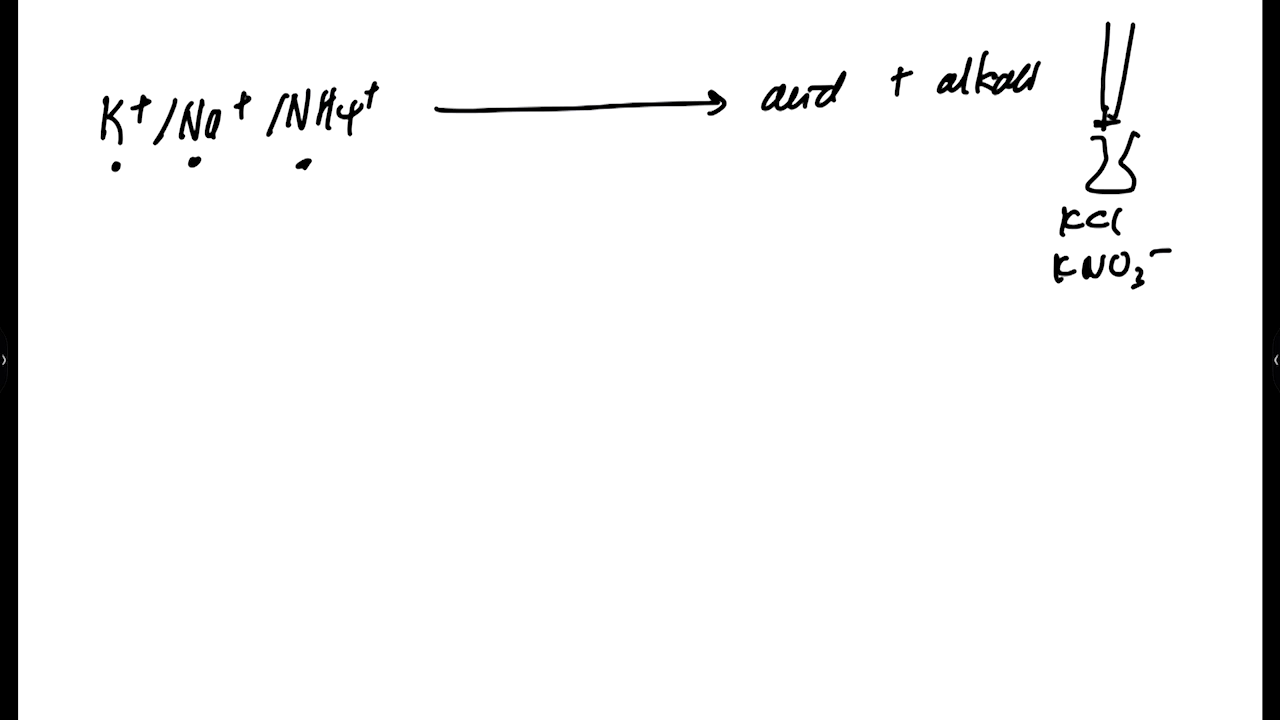 K+/Na+/NH4+ → acid + alkali
KCl
KNO3-